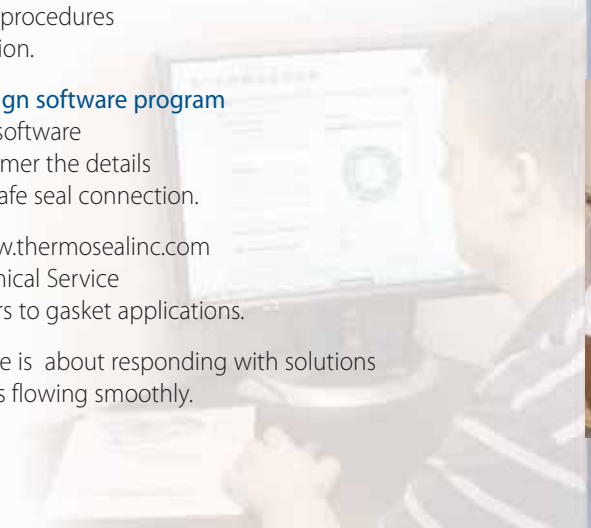 procedures
ion.
gn software program
software
mer the details
afe seal connection.
w.thermosealinc.com
nical Service
rs to gasket applications.
e is about responding with solutions
s flowing smoothly.